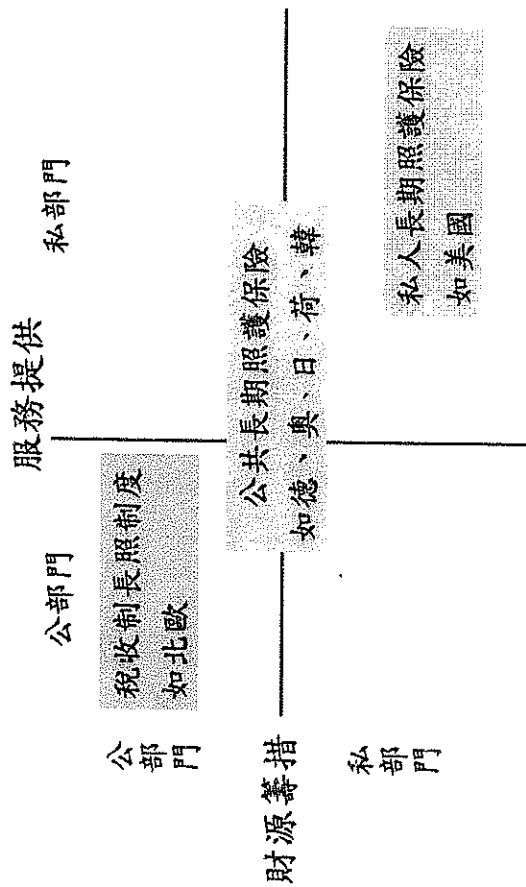 服務提供
公部門
私部門
財源籌措
公部門
私部門
稅收制長照制度
如北歐
公共長期照護保險
如德、奧、日、荷、韓
私人長期照護保險
如美國